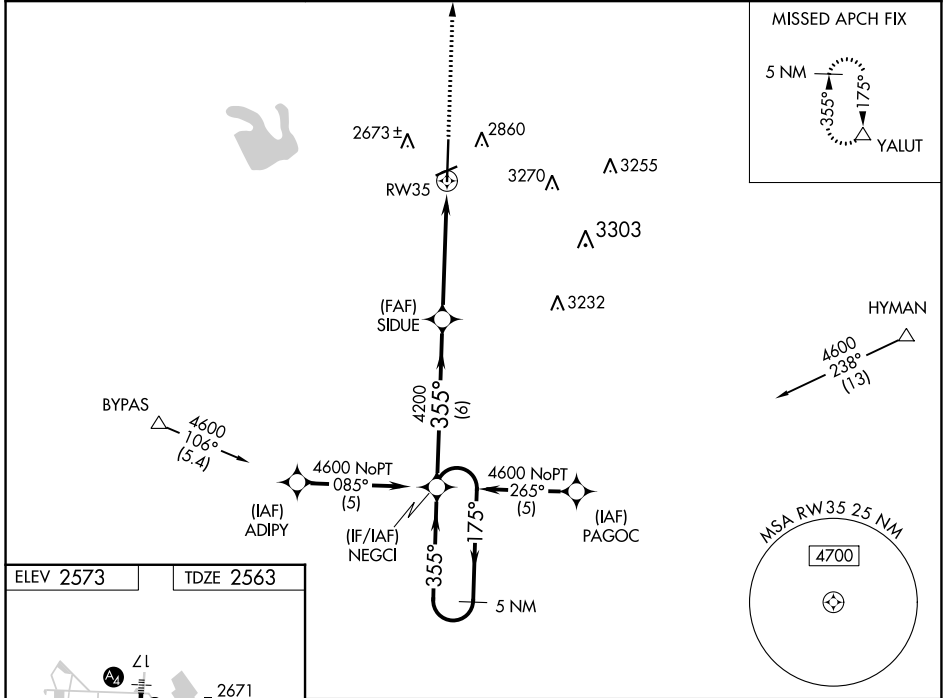 MISSED APCH FIX
5 NM
355°
175°
YALUT
2673 ±
2860
RW35
3270
3255
3303
3232
(FAF)
SIDUE
HYMAN
4600
238°
(13)
4200
355°
(6)
BYPAS
4600
106°
(5.4)
4600 NoPT
085°
(5)
4600 NoPT
265°
(5)
(IAF)
ADIPY
(IF/IAF)
NEGCI
(IAF)
PAGOC
355°
175°
5 NM
MSA RW35 25 NM
4700
ELEV 2573
TDZE 2563
A4
17
2671